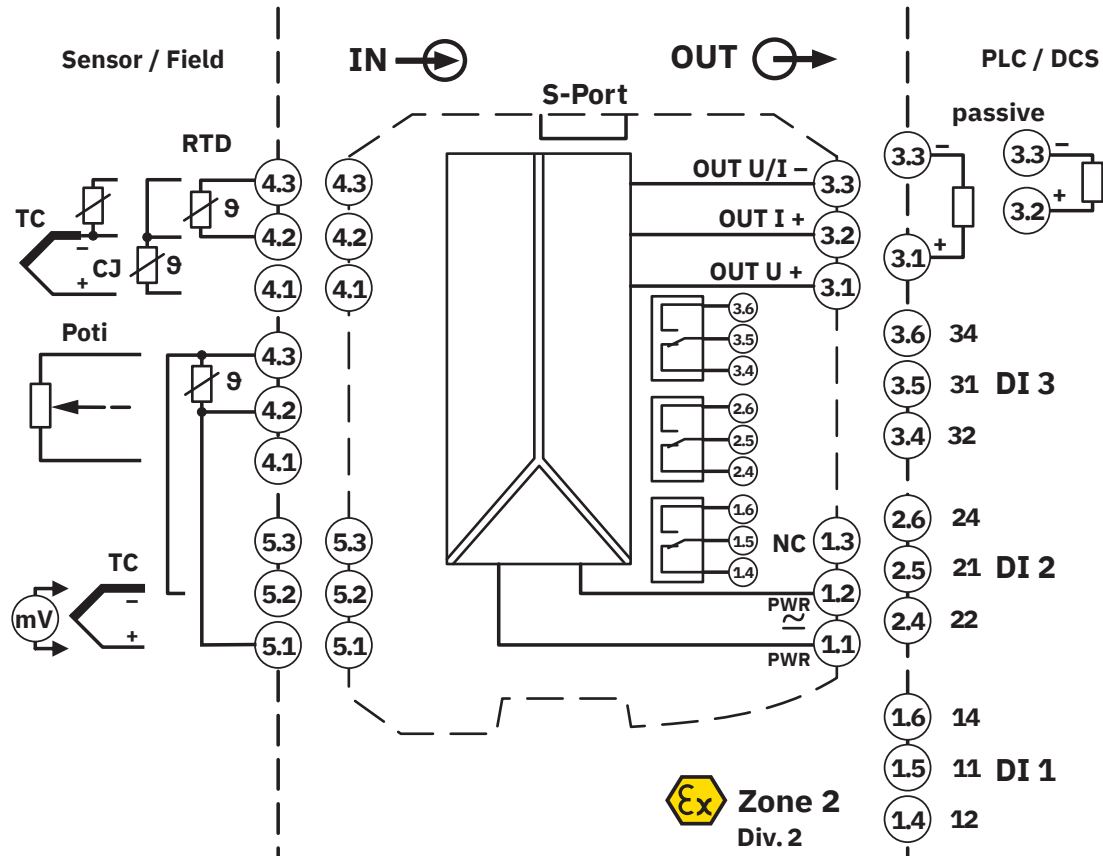 Sensor / Field
IN
OUT
PLC / DCS
S-Port
passive
RTD
TC
ϑ
CJ
ϑ
−
+
4.3
4.2
4.1
4.3
4.2
4.1
OUT U/I −
OUT I +
OUT U +
3.3
3.2
3.1
3.3 −
3.1 +
3.3 −
3.2 +
Poti
ϑ
4.3
4.2
4.1
3.6
3.5
3.4
2.6
2.5
2.4
1.6
1.5
1.4
3.6 34
3.5 31 DI 3
3.4 32
TC
mV
−
+
5.3
5.2
5.1
5.3
5.2
5.1
NC 1.3
PWR 1.2
PWR 1.1
2.6 24
2.5 21 DI 2
2.4 22
1.6 14
1.5 11 DI 1
1.4 12
Ex Zone 2
Div. 2